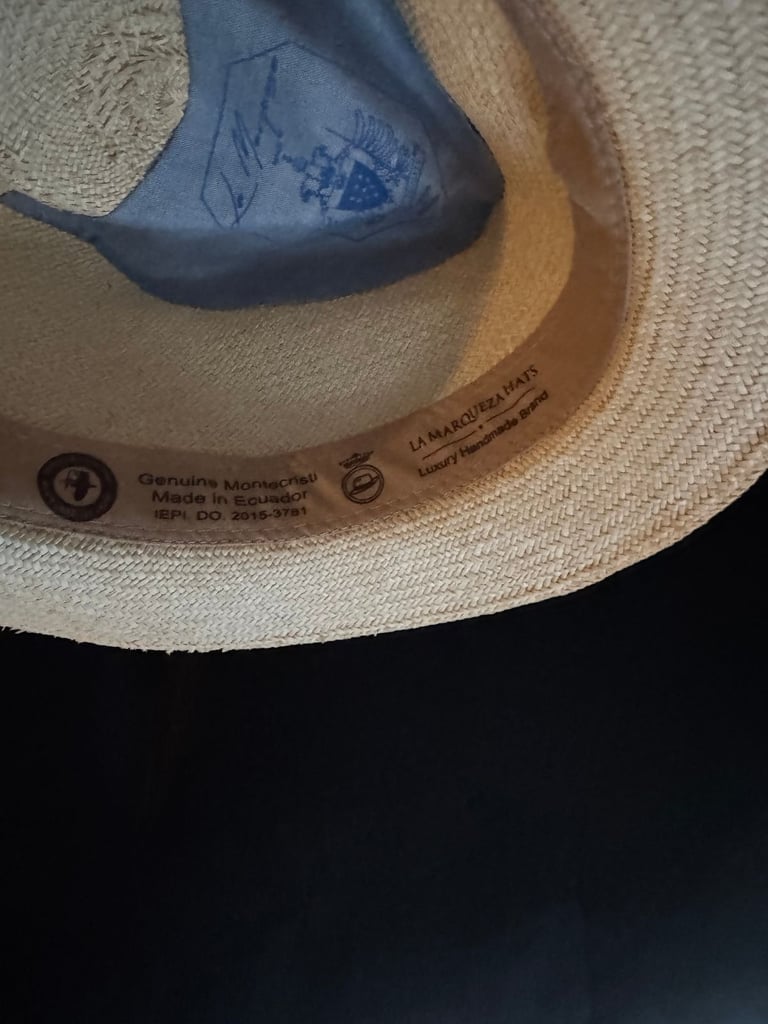 Genuine Montecristi
Made in Ecuador
IEPI. DO. 2015-3781
LA MARQUEZA HATS
Luxury Handmade Brand